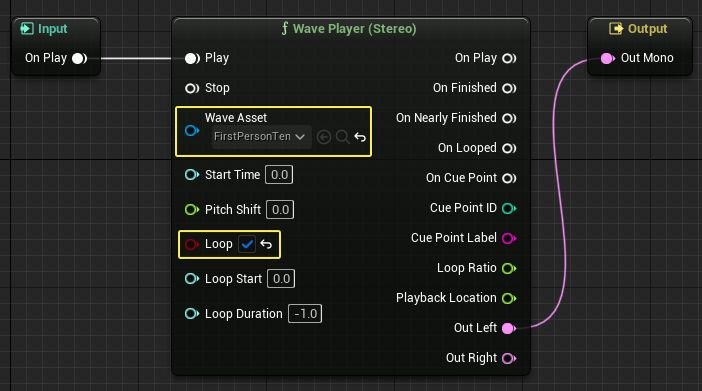 Input
On Play
ƒ Wave Player (Stereo)
Play
On Play
Stop
On Finished
Wave Asset
FirstPersonTen
On Nearly Finished
On Looped
Start Time 0.0
On Cue Point
Pitch Shift 0.0
Cue Point ID
Loop
Cue Point Label
Loop Start 0.0
Loop Ratio
Loop Duration -1.0
Playback Location
Out Left
Out Right
Output
Out Mono